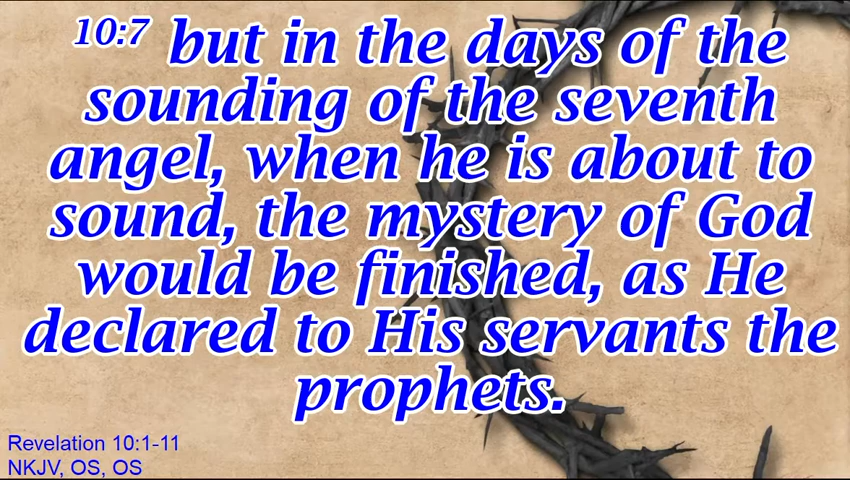 10:7 but in the days of the
sounding of the seventh
angel, when he is about to
sound, the mystery of God
would be finished, as He
declared to His servants the
prophets.
Revelation 10:1-11
NKJV, OS, OS